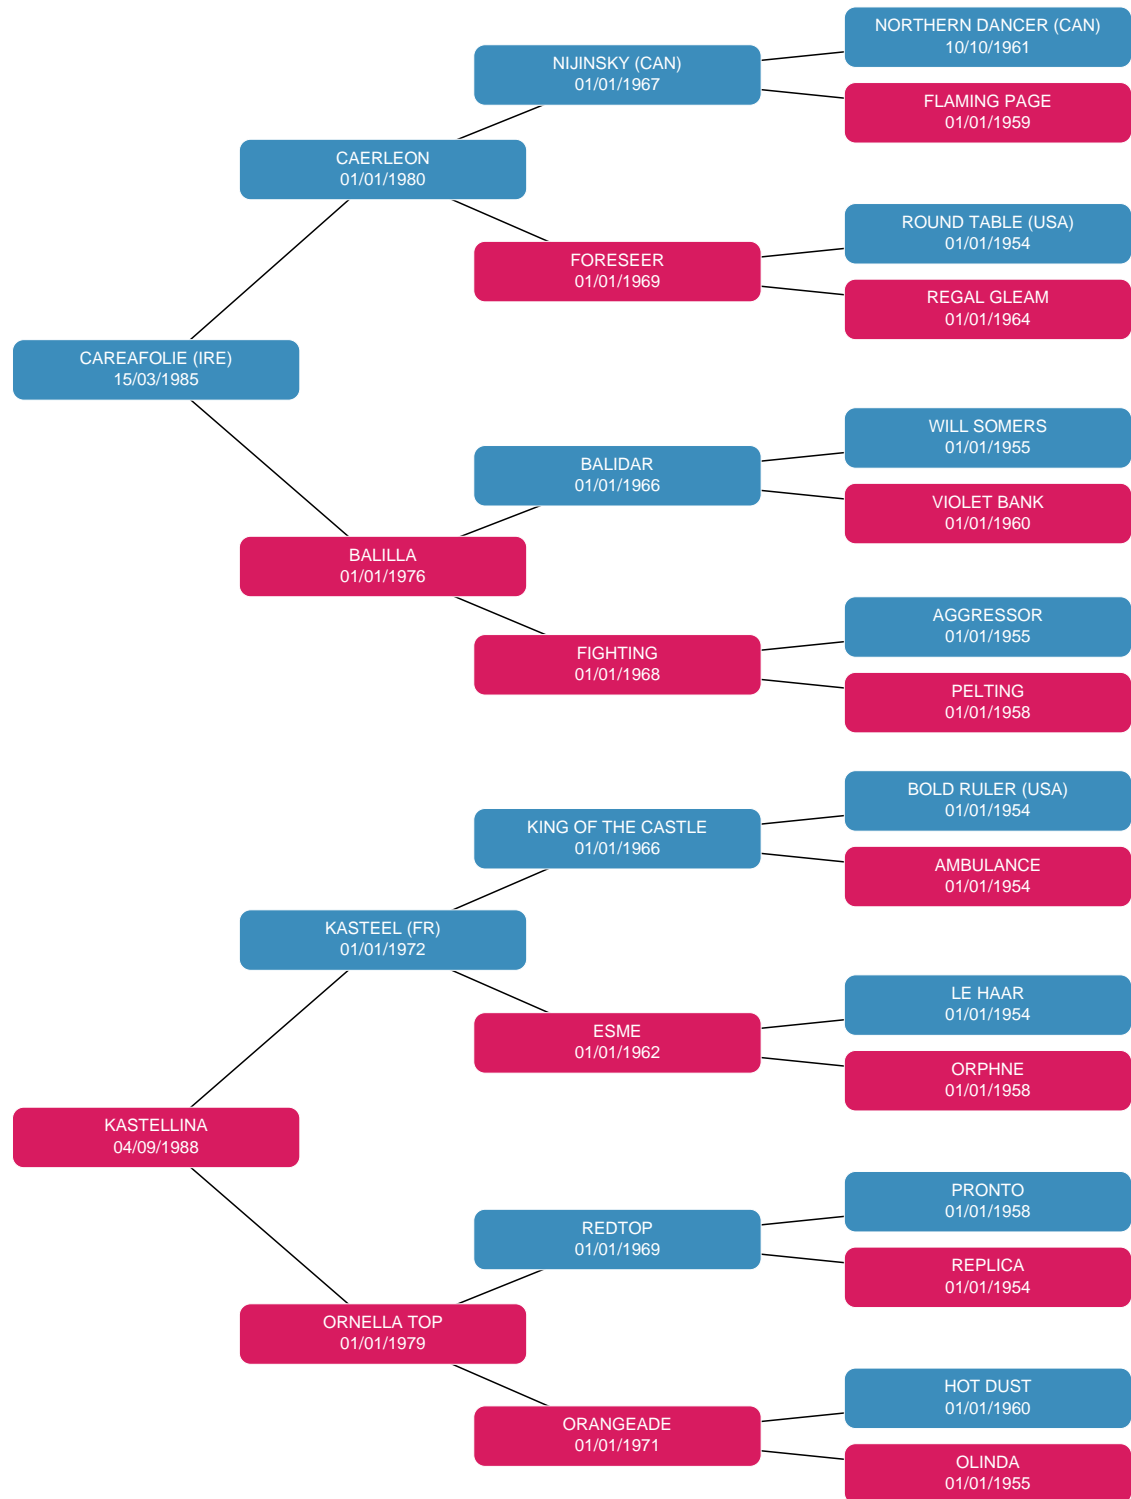 NORTHERN DANCER (CAN)
10/10/1961
NIJINSKY (CAN)
01/01/1967
FLAMING PAGE
01/01/1959
CAERLEON
01/01/1980
ROUND TABLE (USA)
01/01/1954
FORESEER
01/01/1969
REGAL GLEAM
01/01/1964
CAREAFOLIE (IRE)
15/03/1985
WILL SOMERS
01/01/1955
BALIDAR
01/01/1966
VIOLET BANK
01/01/1960
BALILLA
01/01/1976
AGGRESSOR
01/01/1955
FIGHTING
01/01/1968
PELTING
01/01/1958
BOLD RULER (USA)
01/01/1954
KING OF THE CASTLE
01/01/1966
AMBULANCE
01/01/1954
KASTEEL (FR)
01/01/1972
LE HAAR
01/01/1954
ESME
01/01/1962
ORPHNE
01/01/1958
KASTELLINA
04/09/1988
PRONTO
01/01/1958
REDTOP
01/01/1969
REPLICA
01/01/1954
ORNELLA TOP
01/01/1979
HOT DUST
01/01/1960
ORANGEADE
01/01/1971
OLINDA
01/01/1955